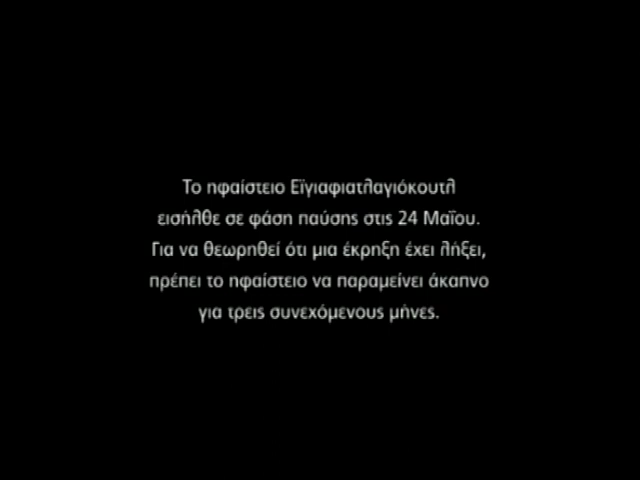 Το ηφαίστειο Εϊγιαφιατλαγιόκουτλ
εισήλθε σε φάση παύσης στις 24 Μαΐου.
Για να θεωρηθεί ότι μια έκρηξη έχει λήξει,
πρέπει το ηφαίστειο να παραμείνει άκαπνο
για τρεις συνεχόμενους μήνες.